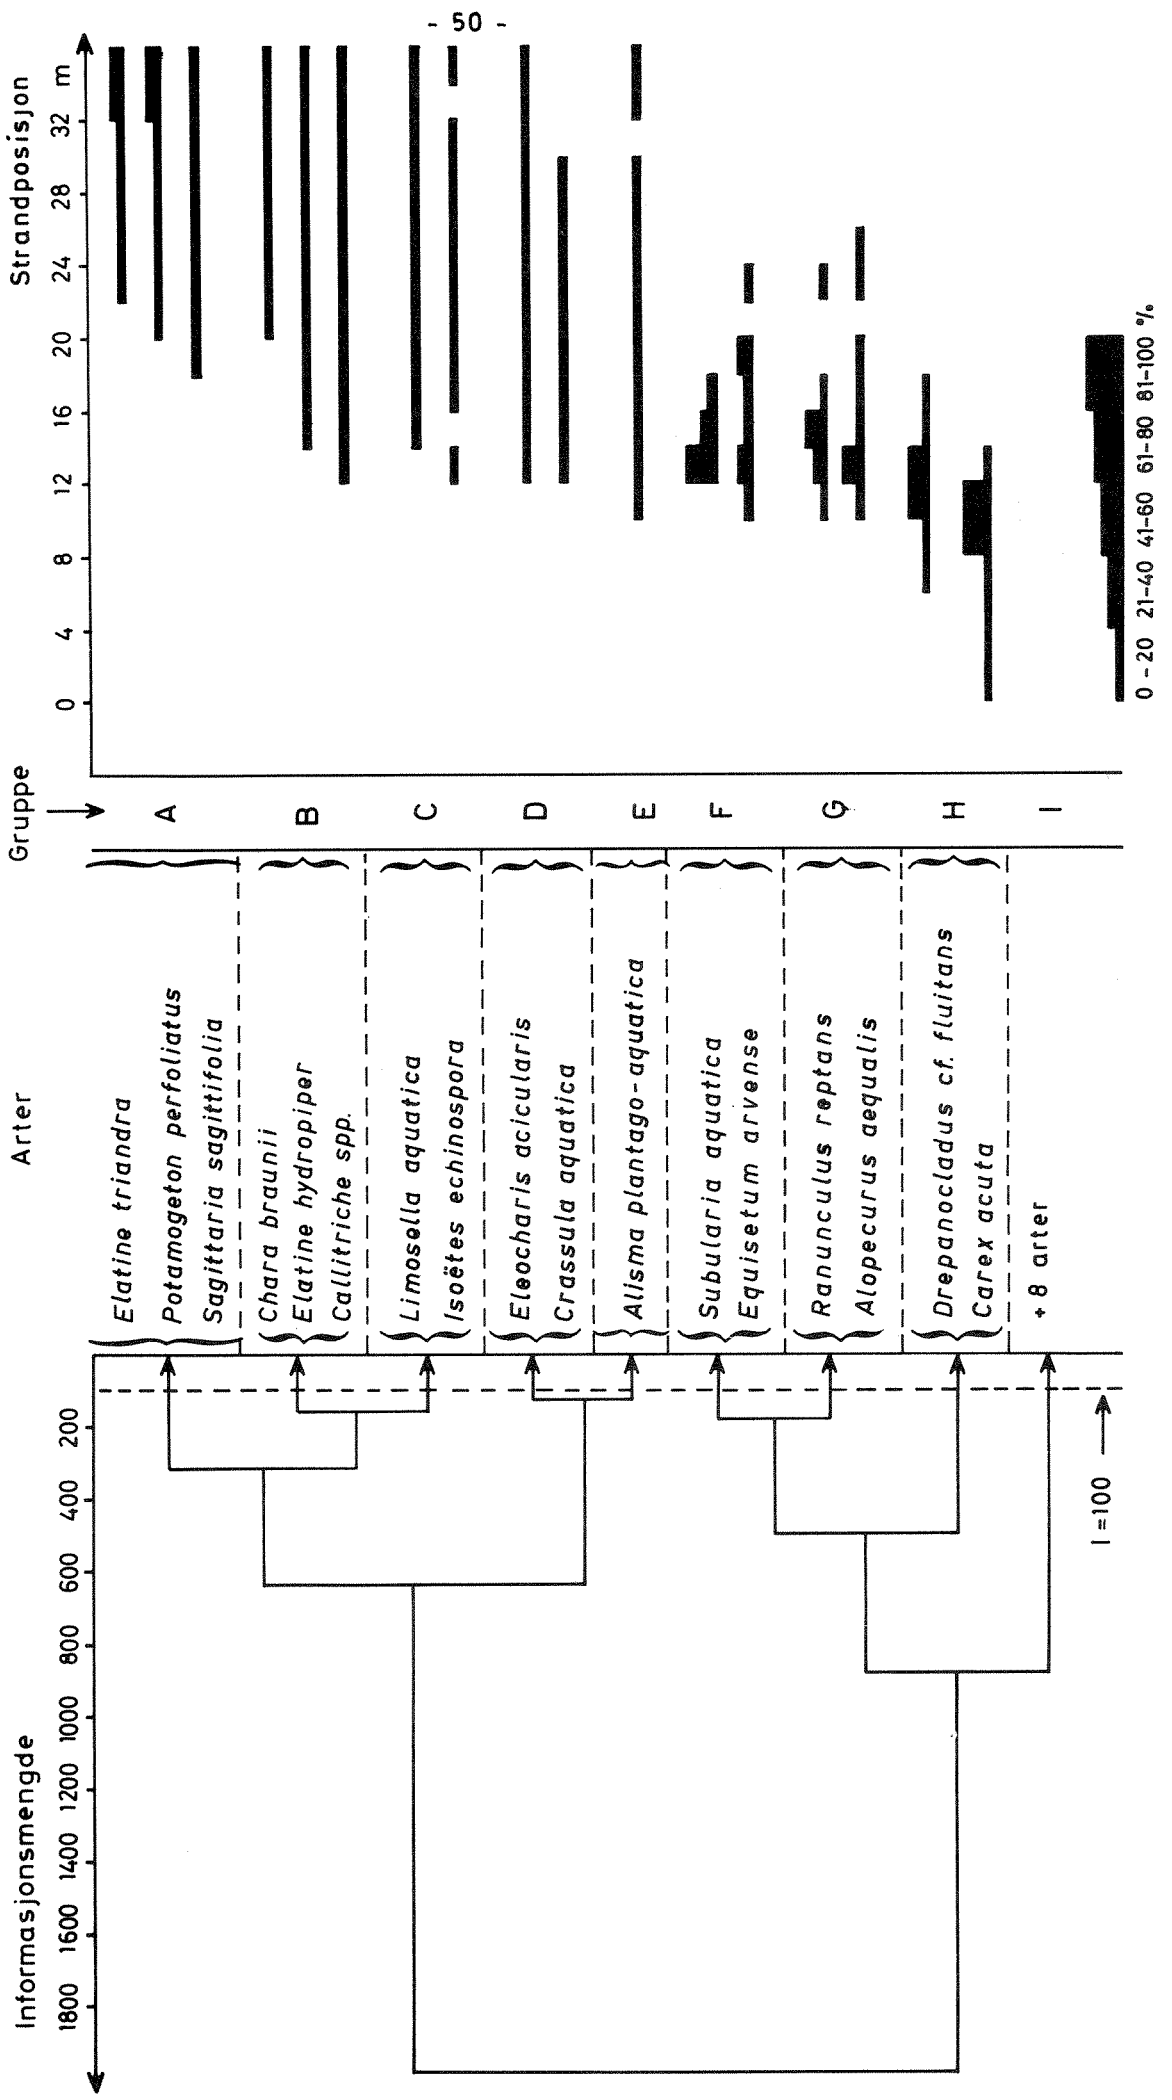 - 50 -
Informasjonsmengde
Arter
Gruppe
Strandposisjon
1800 1600 1400 1200 1000 800 600 400 200
0 4 8 12 16 20 24 28 32 m
Elatine triandra
Potamogeton perfoliatus
Sagittaria sagittifolia
A
Chara braunii
Elatine hydropiper
Callitriche spp.
B
Limosella aquatica
Isoëtes echinospora
C
Eleocharis acicularis
Crassula aquatica
D
Alisma plantago-aquatica
E
Subularia aquatica
Equisetum arvense
F
Ranunculus reptans
Alopecurus aequalis
G
Drepanocladus cf. fluitans
Carex acuta
H
+ 8 arter
I
I =100
0 - 20 21-40 41-60 61-80 81-100 %